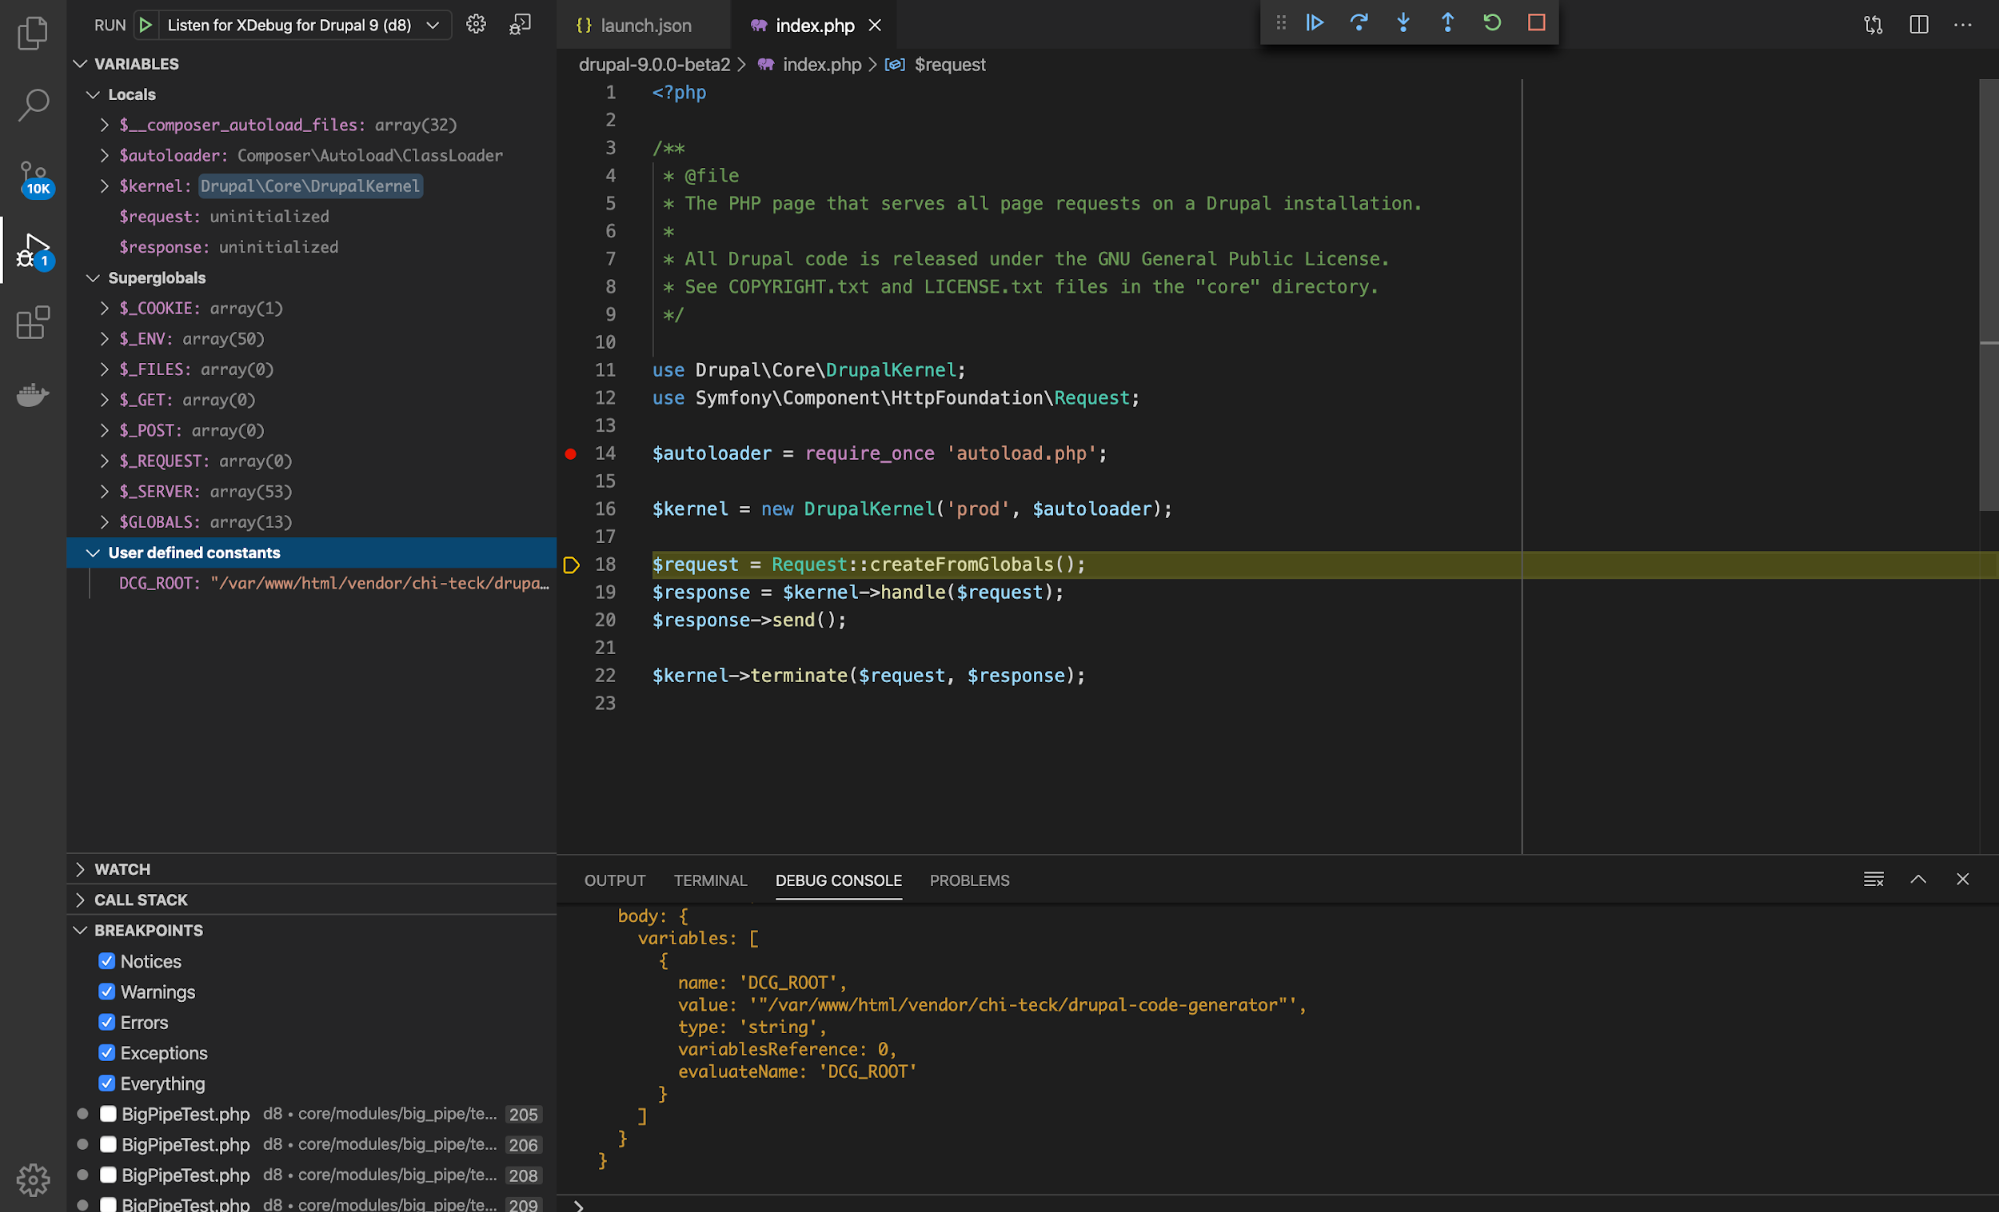 RUN Listen for XDebug for Drupal 9 (d8)
VARIABLES
Locals
$__composer_autoload_files: array(32)
$autoloader: Composer\Autoload\ClassLoader
$kernel: Drupal\Core\DrupalKernel
$request: uninitialized
$response: uninitialized
Superglobals
$_COOKIE: array(1)
$_ENV: array(50)
$_FILES: array(0)
$_GET: array(0)
$_POST: array(0)
$_REQUEST: array(0)
$_SERVER: array(53)
$GLOBALS: array(13)
User defined constants
DCG_ROOT: "/var/www/html/vendor/chi-teck/drupa…
WATCH
CALL STACK
BREAKPOINTS
Notices
Warnings
Errors
Exceptions
Everything
BigPipeTest.php d8 • core/modules/big_pipe/te... 205
BigPipeTest.php d8 • core/modules/big_pipe/te... 206
BigPipeTest.php d8 • core/modules/big_pipe/te... 208
BigPipeTest.php d8 • core/modules/big_pipe/te... 209
10K
1
{} launch.json
index.php
drupal-9.0.0-beta2 > index.php > $request
1 <?php
2
3 /**
4 * @file
5 * The PHP page that serves all page requests on a Drupal installation.
6 *
7 * All Drupal code is released under the GNU General Public License.
8 * See COPYRIGHT.txt and LICENSE.txt files in the "core" directory.
9 */
10
11 use Drupal\Core\DrupalKernel;
12 use Symfony\Component\HttpFoundation\Request;
13
14 $autoloader = require_once 'autoload.php';
15
16 $kernel = new DrupalKernel('prod', $autoloader);
17
18 $request = Request::createFromGlobals();
19 $response = $kernel->handle($request);
20 $response->send();
21
22 $kernel->terminate($request, $response);
23
OUTPUT TERMINAL DEBUG CONSOLE PROBLEMS
body: {
variables: [
{
name: 'DCG_ROOT',
value: '"/var/www/html/vendor/chi-teck/drupal-code-generator"',
type: 'string',
variablesReference: 0,
evaluateName: 'DCG_ROOT'
}
]
}
}
>